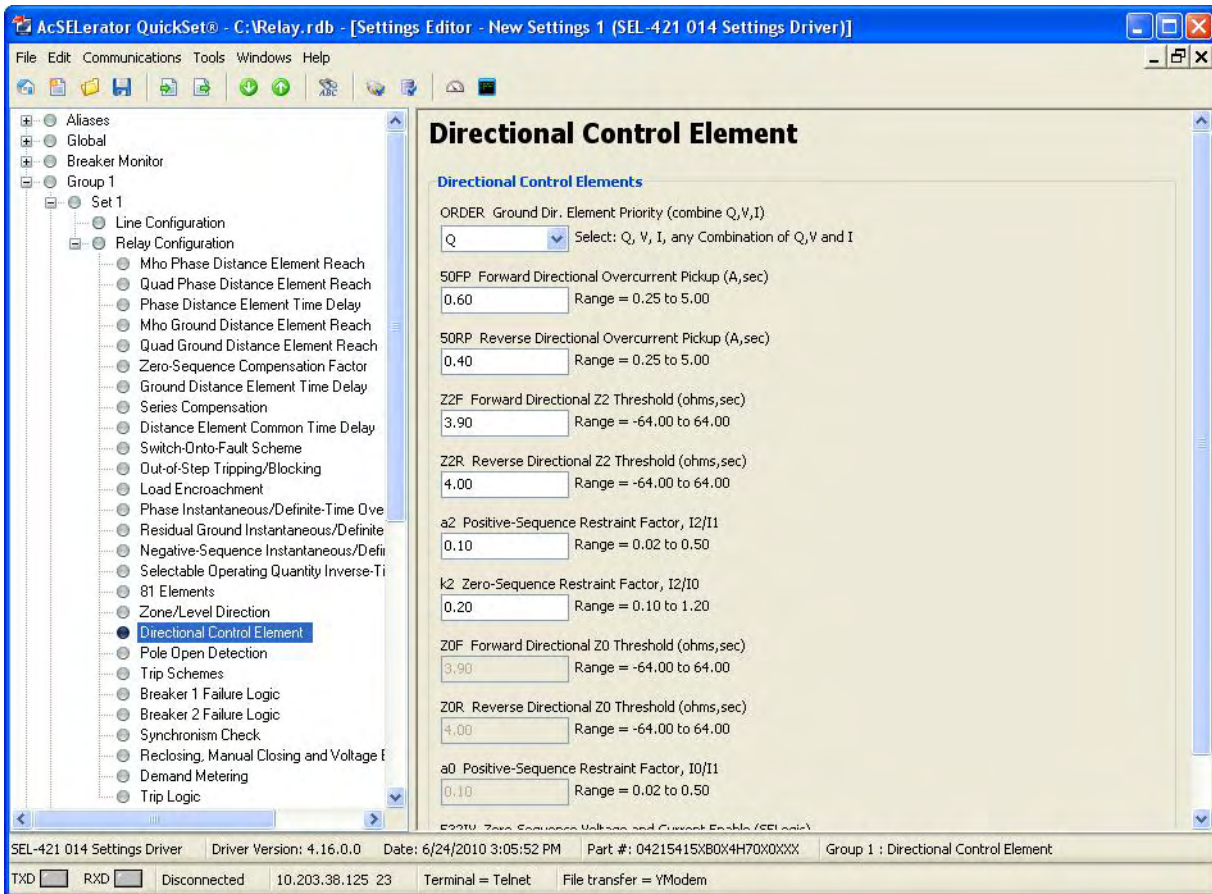 AcSELerator QuickSet® - C:\Relay.rdb - [Settings Editor - New Settings 1 (SEL-421 014 Settings Driver)]
File Edit Communications Tools Windows Help
Aliases
Global
Breaker Monitor
Group 1
Set 1
Line Configuration
Relay Configuration
Mho Phase Distance Element Reach
Quad Phase Distance Element Reach
Phase Distance Element Time Delay
Mho Ground Distance Element Reach
Quad Ground Distance Element Reach
Zero-Sequence Compensation Factor
Ground Distance Element Time Delay
Series Compensation
Distance Element Common Time Delay
Switch-Onto-Fault Scheme
Out-of-Step Tripping/Blocking
Load Encroachment
Phase Instantaneous/Definite-Time Ove
Residual Ground Instantaneous/Definite
Negative-Sequence Instantaneous/Defi
Selectable Operating Quantity Inverse-Ti
81 Elements
Zone/Level Direction
Directional Control Element
Pole Open Detection
Trip Schemes
Breaker 1 Failure Logic
Breaker 2 Failure Logic
Synchronism Check
Reclosing, Manual Closing and Voltage E
Demand Metering
Trip Logic
Directional Control Element
Directional Control Elements
ORDER Ground Dir. Element Priority (combine Q,V,I)
Q Select: Q, V, I, any Combination of Q,V and I
50FP Forward Directional Overcurrent Pickup (A,sec)
0.60 Range = 0.25 to 5.00
50RP Reverse Directional Overcurrent Pickup (A,sec)
0.40 Range = 0.25 to 5.00
Z2F Forward Directional Z2 Threshold (ohms,sec)
3.90 Range = -64.00 to 64.00
Z2R Reverse Directional Z2 Threshold (ohms,sec)
4.00 Range = -64.00 to 64.00
a2 Positive-Sequence Restraint Factor, I2/I1
0.10 Range = 0.02 to 0.50
k2 Zero-Sequence Restraint Factor, I2/I0
0.20 Range = 0.10 to 1.20
Z0F Forward Directional Z0 Threshold (ohms,sec)
3.90 Range = -64.00 to 64.00
Z0R Reverse Directional Z0 Threshold (ohms,sec)
4.00 Range = -64.00 to 64.00
a0 Positive-Sequence Restraint Factor, I0/I1
0.10 Range = 0.02 to 0.50
E32IV Zero Sequence Voltage and Current Enable (SELogic)
SEL-421 014 Settings Driver Driver Version: 4.16.0.0 Date: 6/24/2010 3:05:52 PM Part #: 04215415XB0X4H70X0XXX Group 1 : Directional Control Element
TXD RXD Disconnected 10.203.38.125 23 Terminal = Telnet File transfer = YModem